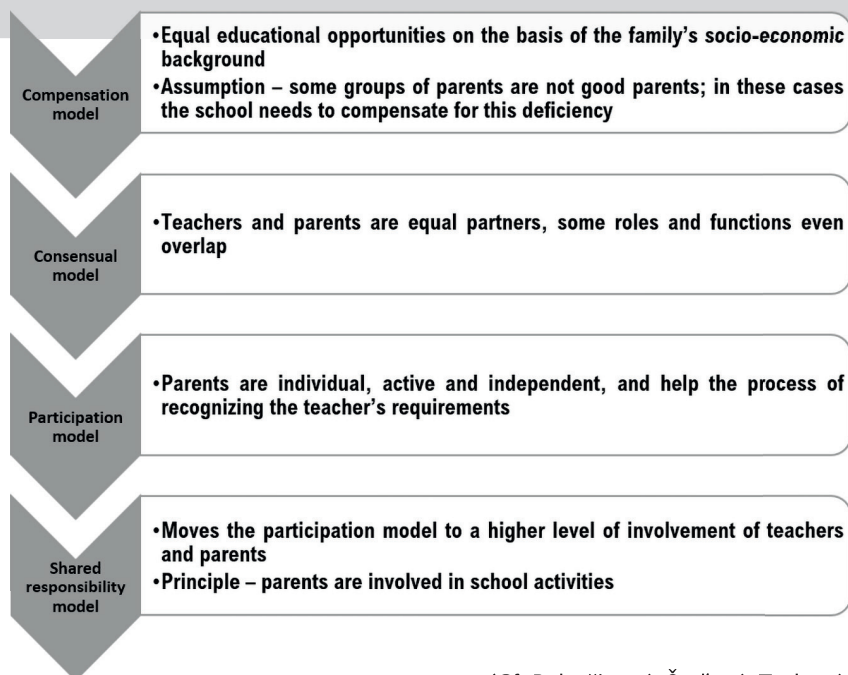 Compensation
model
•Equal educational opportunities on the basis of the family's socio-economic
background
•Assumption – some groups of parents are not good parents; in these cases
the school needs to compensate for this deficiency
Consensual
model
•Teachers and parents are equal partners, some roles and functions even
overlap
Participation
model
•Parents are individual, active and independent, and help the process of
recognizing the teacher's requirements
Shared
responsibility
model
•Moves the participation model to a higher level of involvement of teachers
and parents
•Principle – parents are involved in school activities